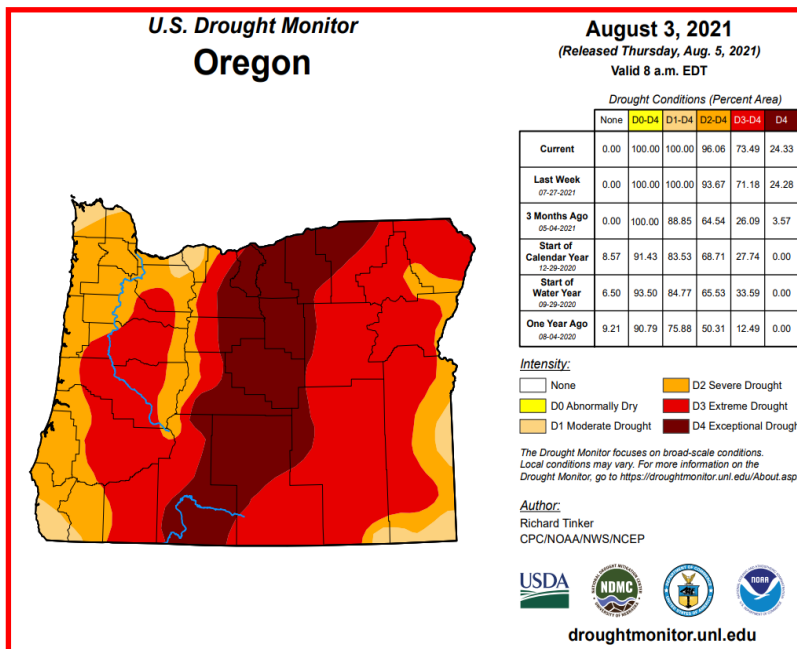 U.S. Drought Monitor
Oregon
August 3, 2021
(Released Thursday, Aug. 5, 2021)
Valid 8 a.m. EDT
Drought Conditions (Percent Area)
None D0-D4 D1-D4 D2-D4 D3-D4 D4
Current 0.00 100.00 100.00 96.06 73.49 24.33
Last Week
07-27-2021 0.00 100.00 100.00 93.67 71.18 24.28
3 Months Ago
05-04-2021 0.00 100.00 88.85 64.54 26.09 3.57
Start of
Calendar Year
12-29-2020 8.57 91.43 83.53 68.71 27.74 0.00
Start of
Water Year
09-29-2020 6.50 93.50 84.77 65.53 33.59 0.00
One Year Ago
08-04-2020 9.21 90.79 75.88 50.31 12.49 0.00
Intensity:
None
D0 Abnormally Dry
D1 Moderate Drought
D2 Severe Drought
D3 Extreme Drought
D4 Exceptional Drough
The Drought Monitor focuses on broad-scale conditions.
Local conditions may vary. For more information on the
Drought Monitor, go to https://droughtmonitor.unl.edu/About.asp
Author:
Richard Tinker
CPC/NOAA/NWS/NCEP
USDA
NDMC
NOAA
droughtmonitor.unl.edu